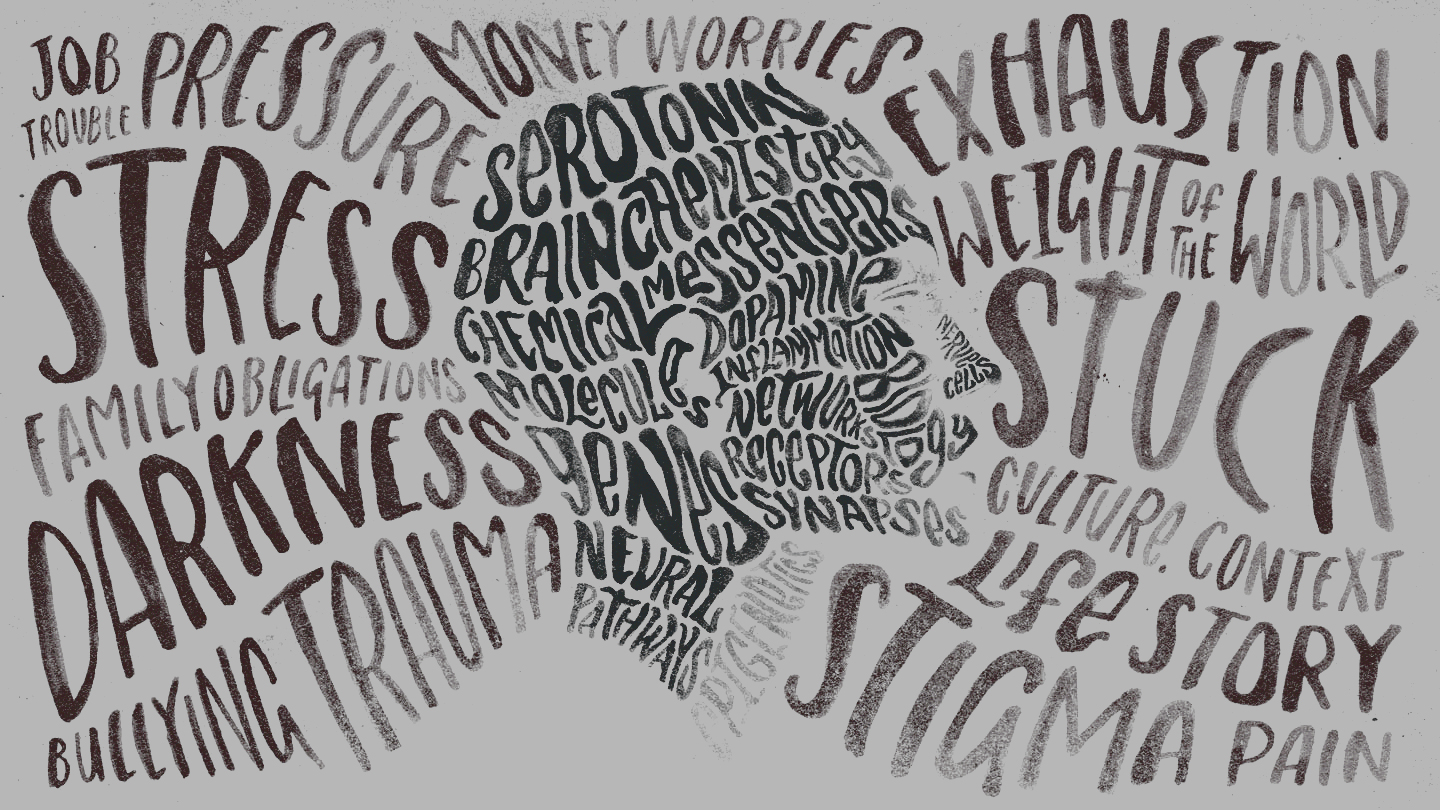 JOB PRESSURE
TROUBLE
STRESS
FAMILY OBLIGATIONS
DARKNESS
BULLYING TRAUMA
MONEY WORRIES
SEROTONIN
BRAIN CHEMISTRY
CHEMICAL MESSENGERS
MOLECULES
DOPAMINE
INFLAMMATION
NETWORKS
BIOLOGY
NERVES
CELLS
GENES
RECEPTORS
SYNAPSES
NEURAL
PATHWAYS
EPIGENETICS
EXHAUSTION
WEIGHT OF THE WORLD
STUCK
CULTURE. CONTEXT
LIFE STORY
STIGMA PAIN